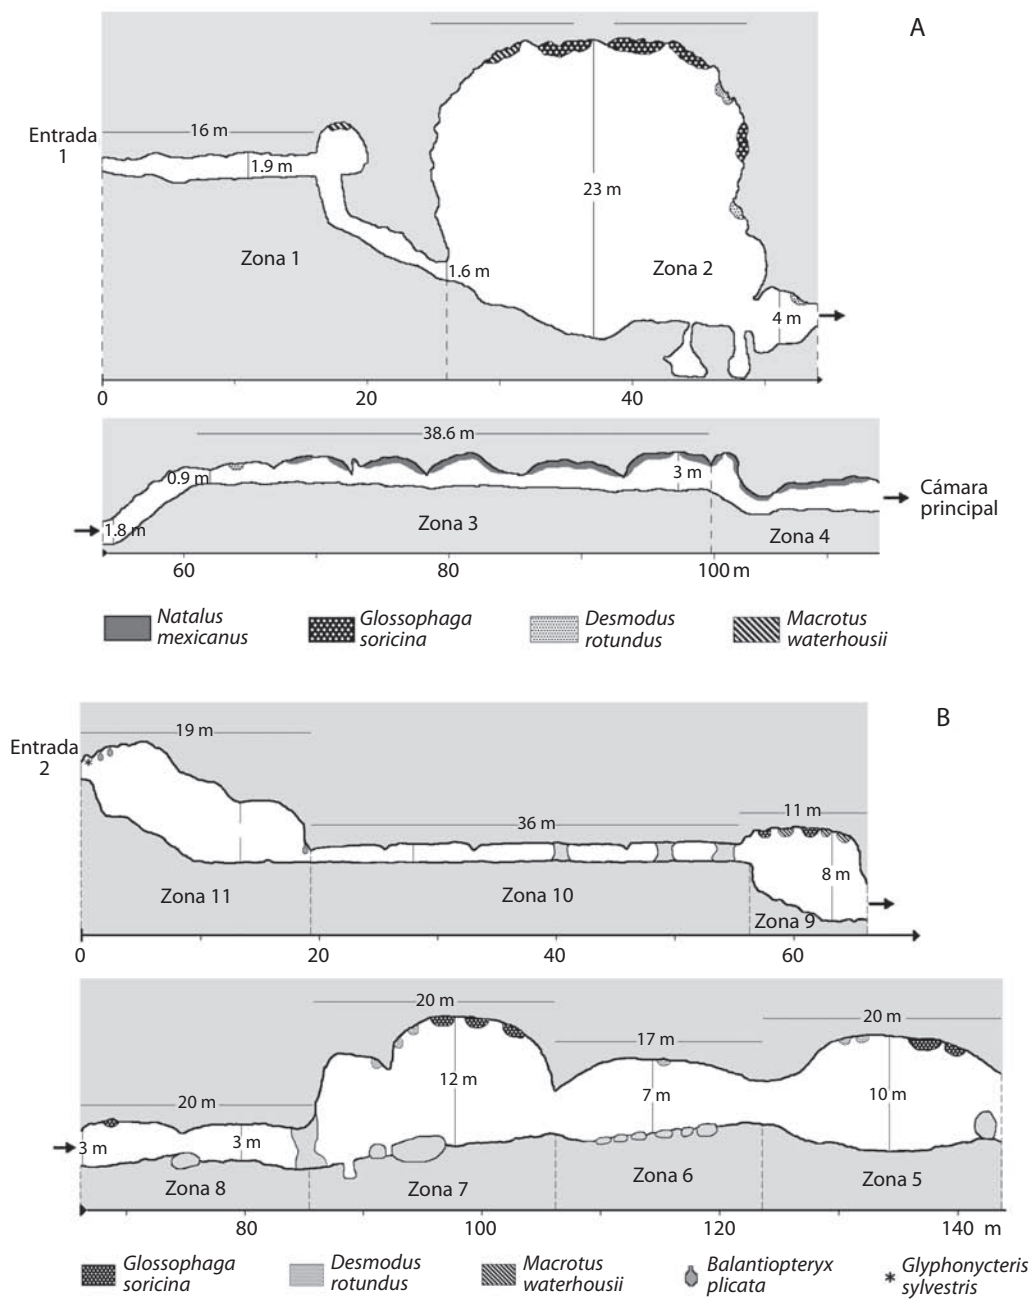 A
Entrada
1
16 m
1.9 m
23 m
Zona 1
1.6 m
Zona 2
4 m
0
20
40
38.6 m
0.9 m
3 m
1.8 m
Zona 3
Zona 4
Cámara
principal
60
80
100 m
Natalus
mexicanus
Glossophaga
soricina
Desmodus
rotundus
Macrotus
waterhousii
B
Entrada
2
19 m
36 m
11 m
8 m
Zona 11
Zona 10
Zona 9
0
20
40
60
20 m
17 m
20 m
20 m
12 m
7 m
10 m
3 m
3 m
Zona 8
Zona 7
Zona 6
Zona 5
80
100
120
140 m
Glossophaga
soricina
Desmodus
rotundus
Macrotus
waterhousii
Balantiopteryx
plicata
Glyphonycteris
sylvestris